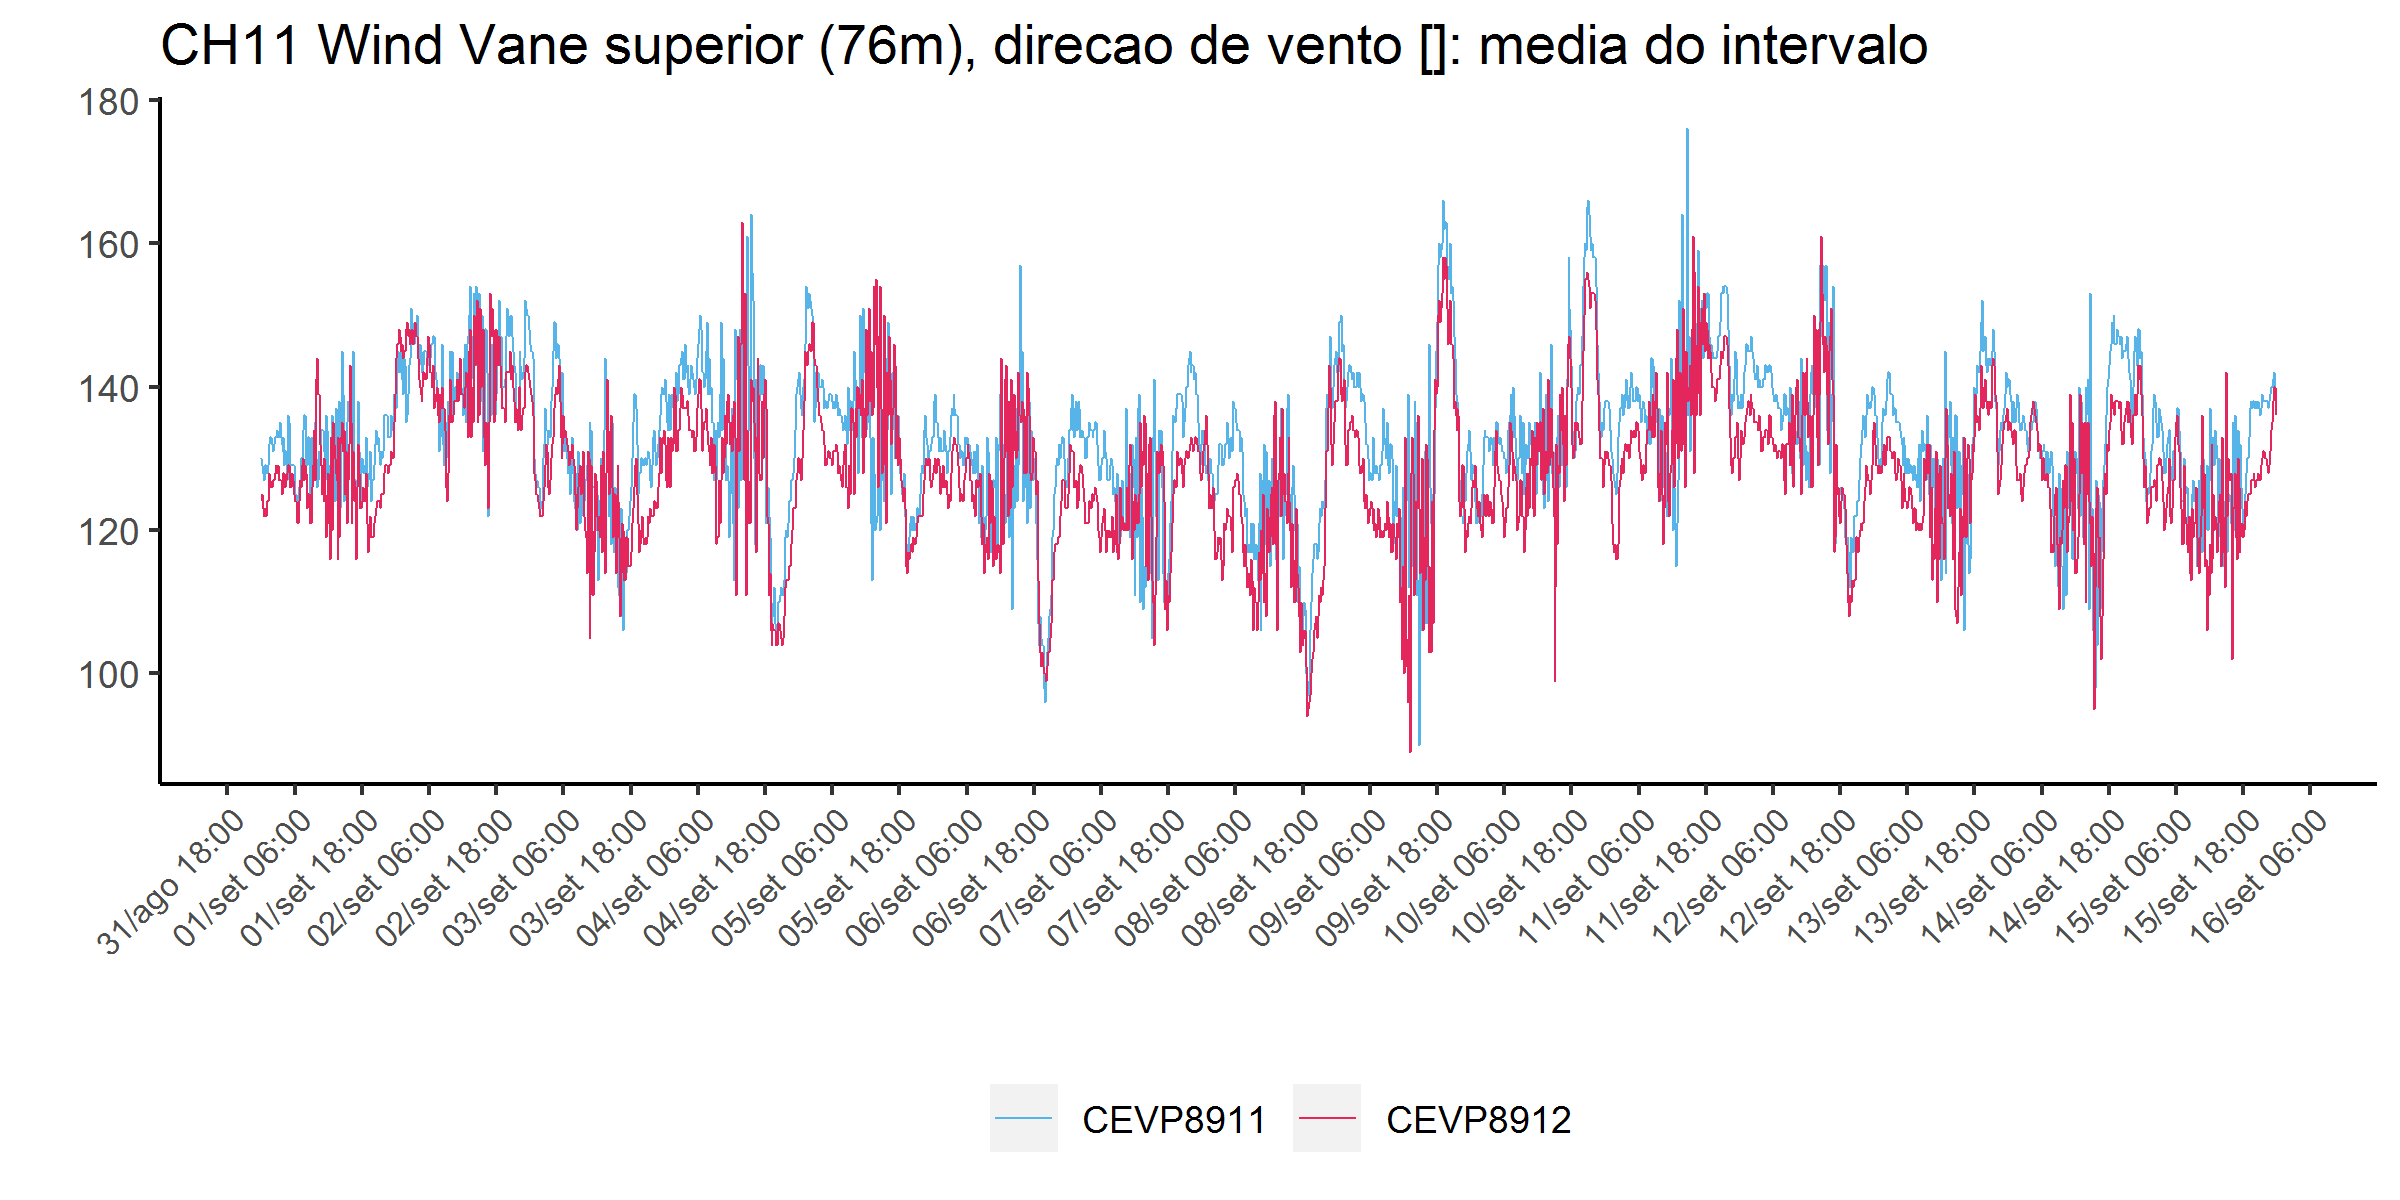 CH11 Wind Vane superior (76m), direcao de vento []: media do intervalo
180
160
140
120
100
31/ago 18:00
01/set 06:00
01/set 18:00
02/set 06:00
02/set 18:00
03/set 06:00
03/set 18:00
04/set 06:00
04/set 18:00
05/set 06:00
05/set 18:00
06/set 06:00
06/set 18:00
07/set 06:00
07/set 18:00
08/set 06:00
08/set 18:00
09/set 06:00
09/set 18:00
10/set 06:00
10/set 18:00
11/set 06:00
11/set 18:00
12/set 06:00
12/set 18:00
13/set 06:00
13/set 18:00
14/set 06:00
14/set 18:00
15/set 06:00
15/set 18:00
16/set 06:00
CEVP8911
CEVP8912